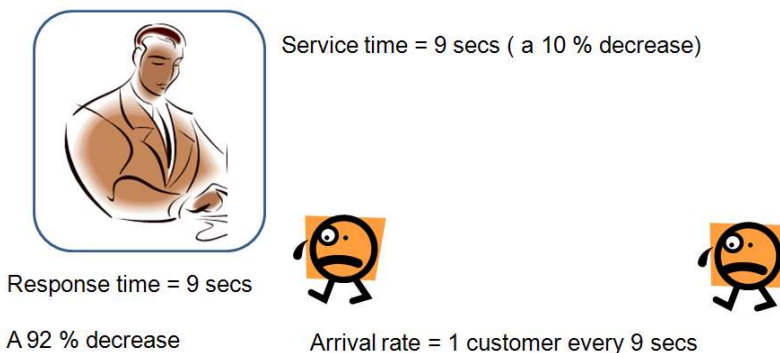 Service time = 9 secs ( a 10 % decrease)
Response time = 9 secs
A 92 % decrease
Arrival rate = 1 customer every 9 secs